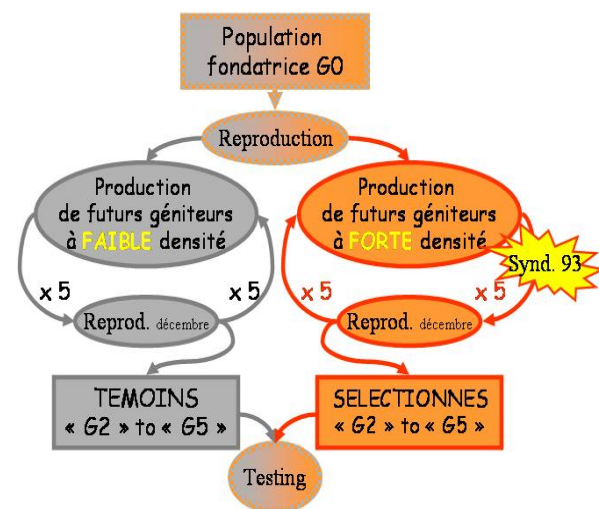 Population
fondatrice G0
Reproduction
Production
de futurs géniteurs
à FAIBLE densité
Production
de futurs géniteurs
à FORTE densité
Synd. 93
x 5
x 5
x 5
x 5
Reprod. décembre
Reprod. décembre
TEMOINS
« G2 » to « G5 »
SELECTIONNES
« G2 » to « G5 »
Testing